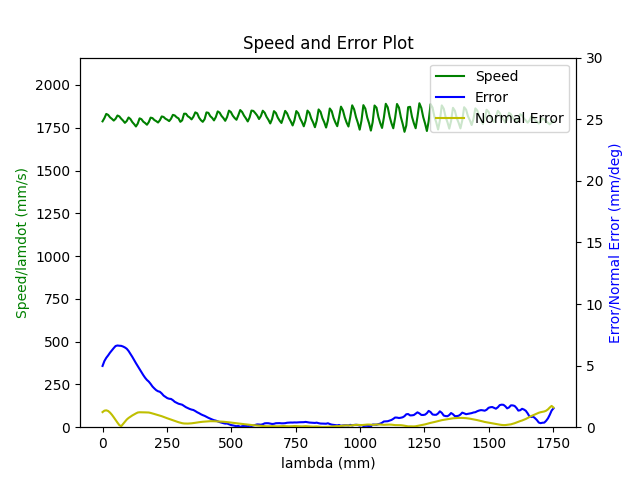 Speed and Error Plot
Speed
Error
Normal Error
Speed/lamdot (mm/s)
2000
1750
1500
1250
1000
750
500
250
0
30
25
20
15
10
5
0
Error/Normal Error (mm/deg)
0 250 500 750 1000 1250 1500 1750
lambda (mm)